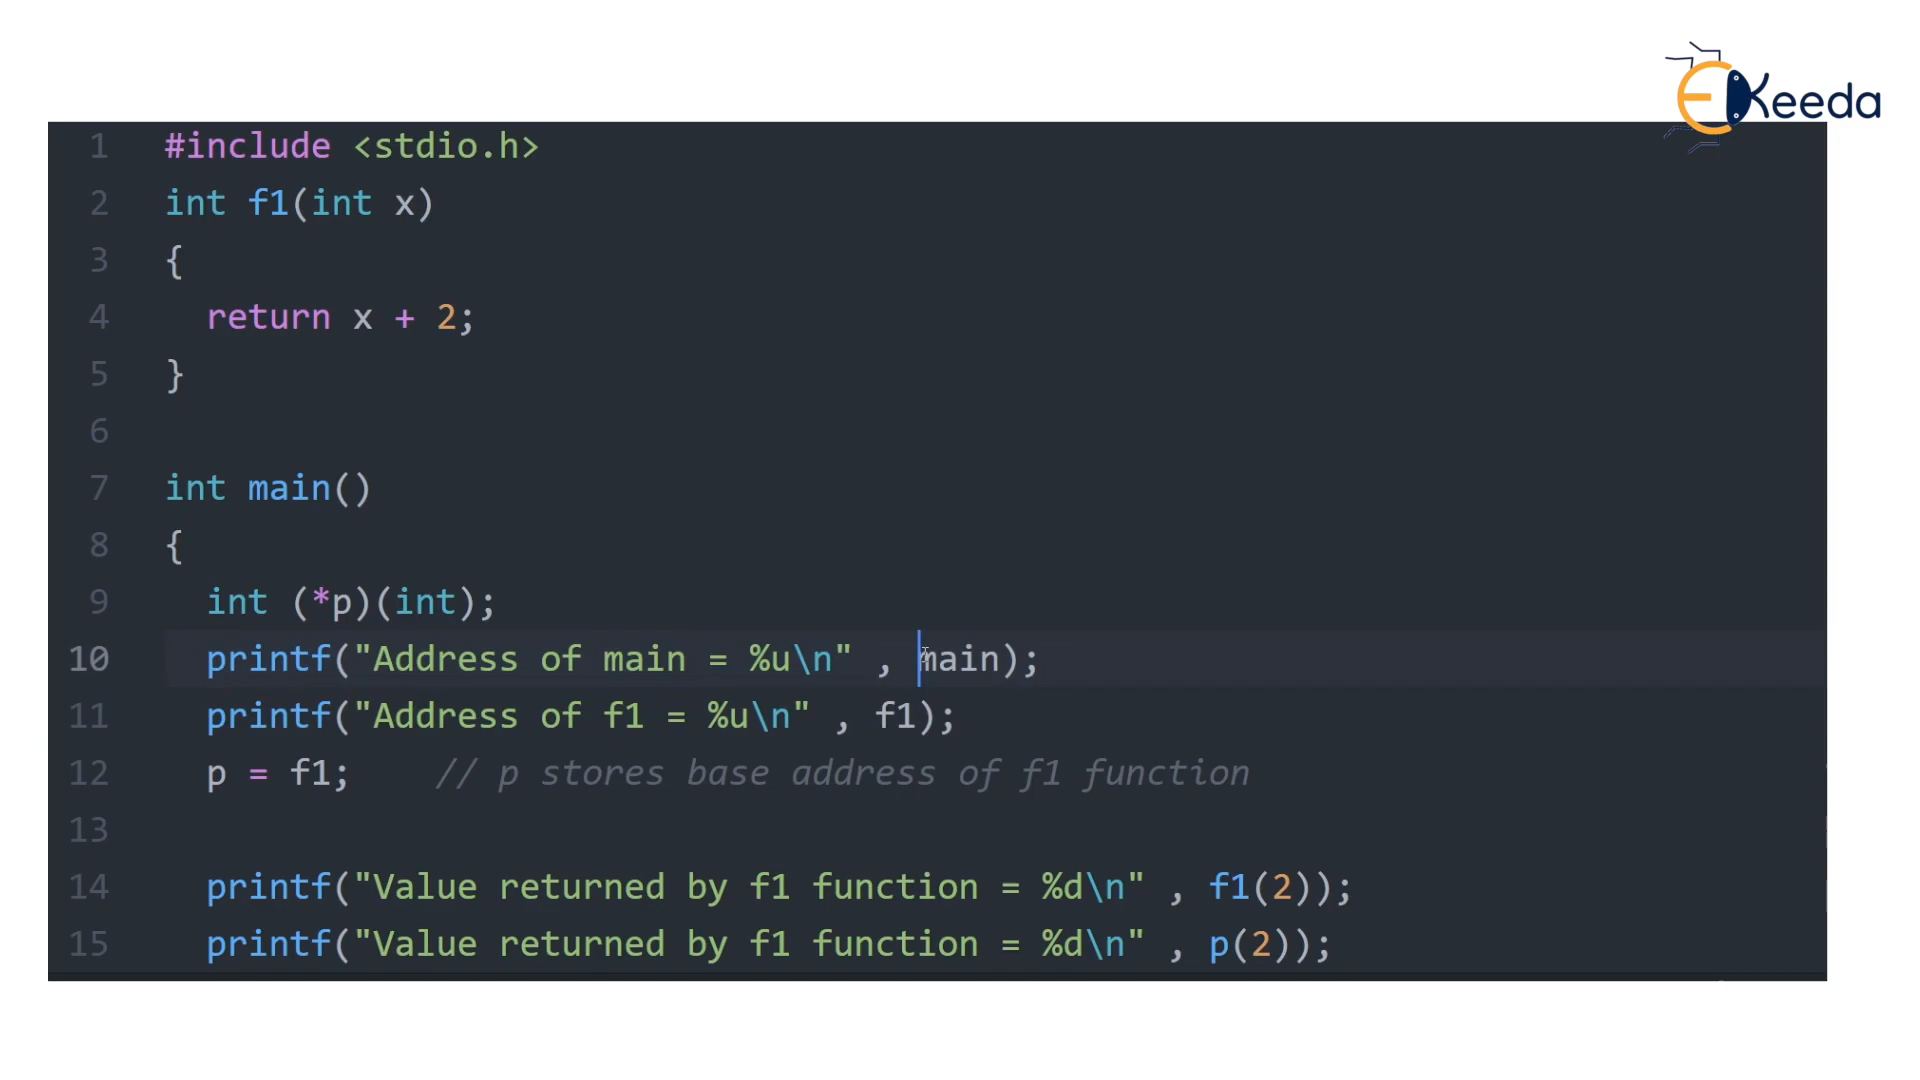 EKeeda
1 #include <stdio.h>
2 int f1(int x)
3 {
4 return x + 2;
5 }
6
7 int main()
8 {
9 int (*p)(int);
10 printf("Address of main = %u\n" , main);
11 printf("Address of f1 = %u\n" , f1);
12 p = f1; // p stores base address of f1 function
13
14 printf("Value returned by f1 function = %d\n" , f1(2));
15 printf("Value returned by f1 function = %d\n" , p(2));